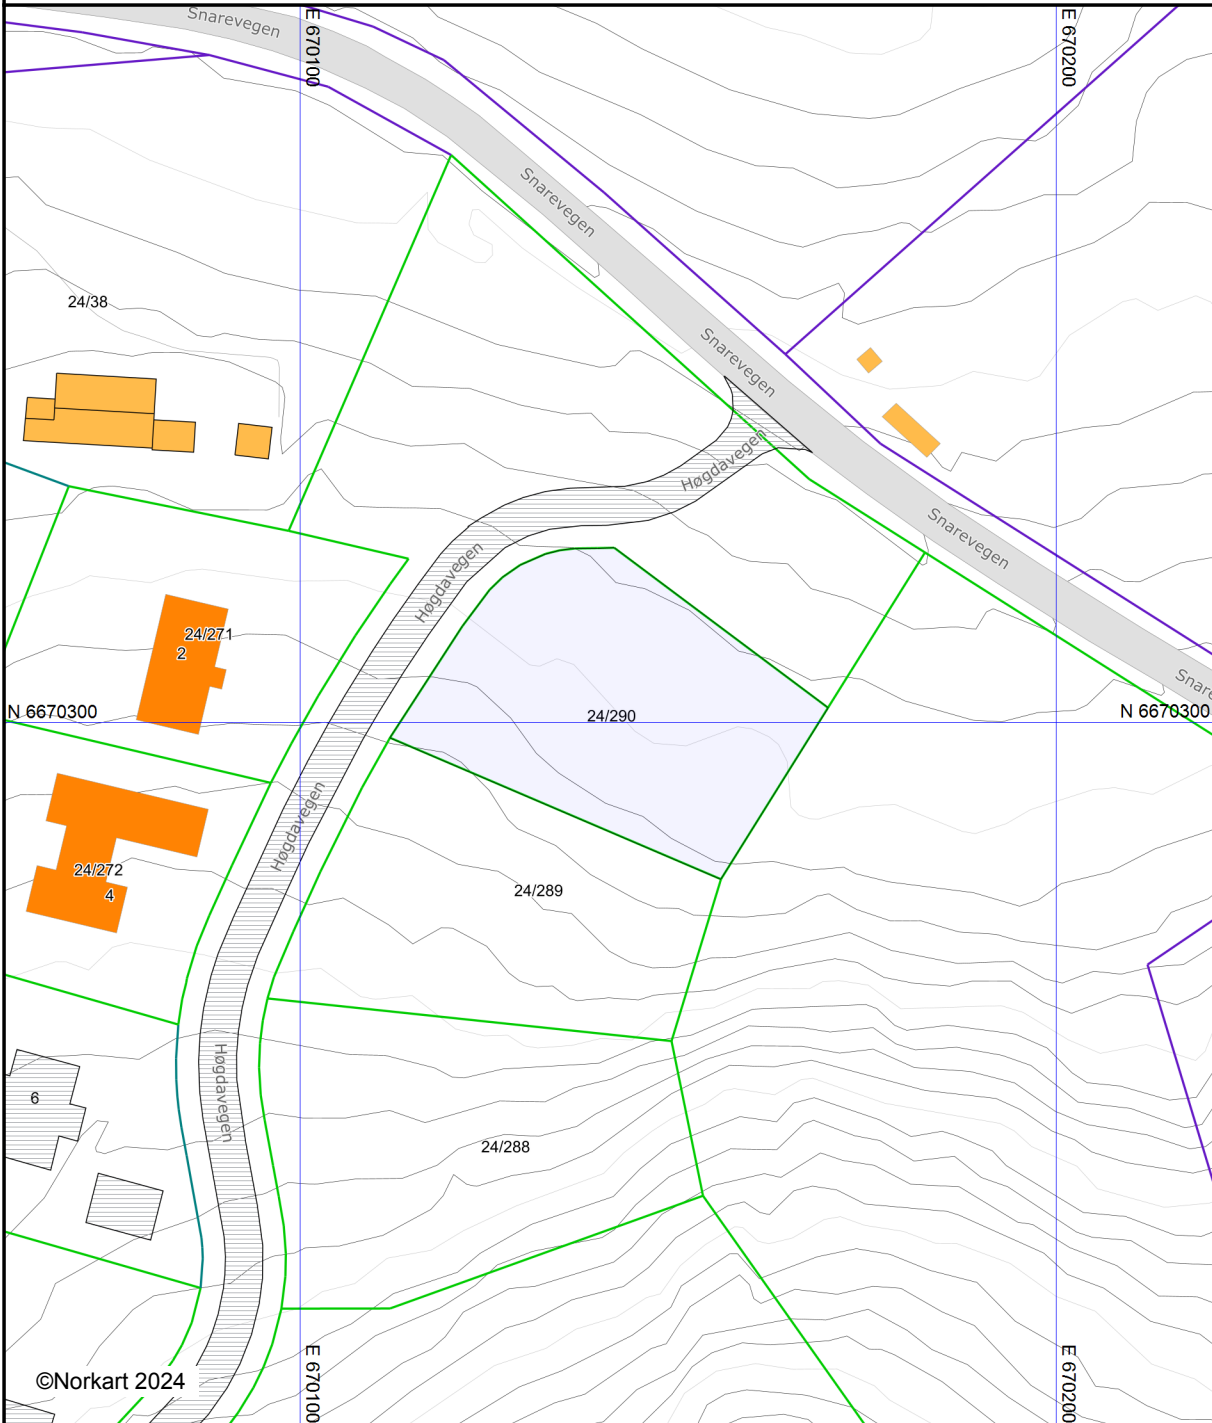 Snarevegen
E 670100
E 670200
Snarevegen
24/38
Snarevegen
Høgdavegen
Snarevegen
Høgdavegen
24/271
2
N 6670300
24/290
N 6670300
Snare
Høgdavegen
24/272
4
24/289
Høgdavegen
6
24/288
E 670100
E 670200
©Norkart 2024